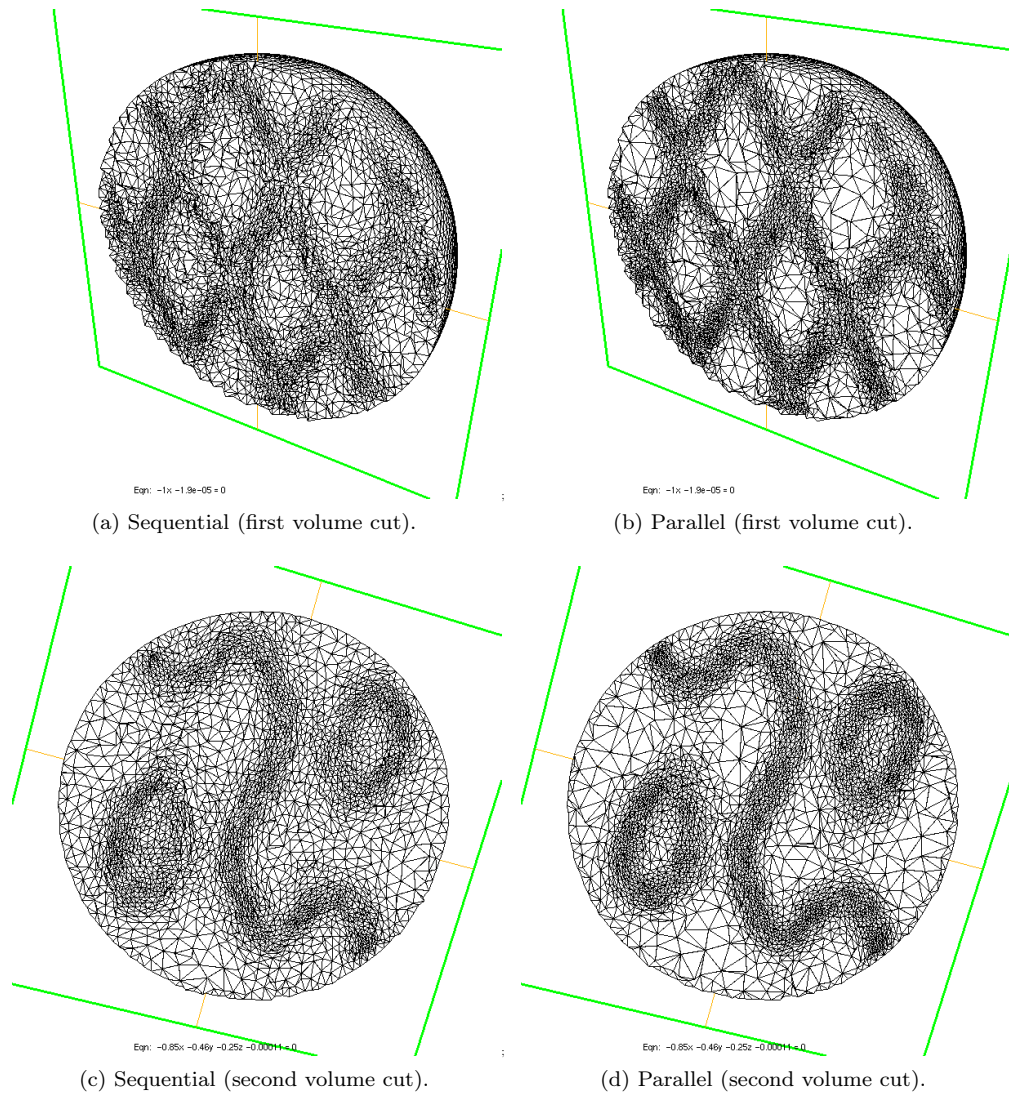 Eqn: -1x -1.9e-05 = 0
Eqn: -1x -1.9e-05 = 0
(a) Sequential (first volume cut).
(b) Parallel (first volume cut).
Eqn: -0.85x -0.46y -0.25z -0.00011 = 0
Eqn: -0.85x -0.46y -0.25z -0.00011 = 0
(c) Sequential (second volume cut).
(d) Parallel (second volume cut).